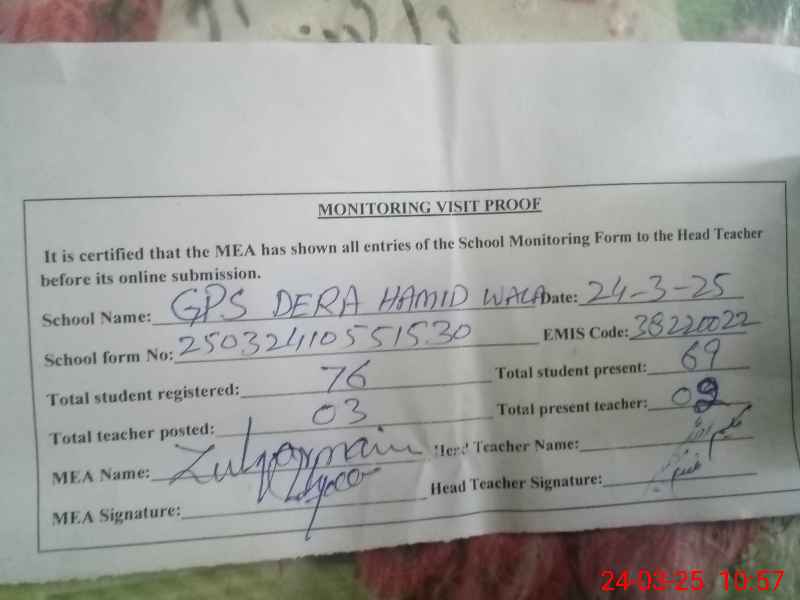 MONITORING VISIT PROOF
It is certified that the MEA has shown all entries of the School Monitoring Form to the Head Teacher
before its online submission.
School Name: GPS DERA HAMID WALA Date: 24-3-25
School form No: 25032410551530 EMIS Code: 38220022
Total student registered: 76 Total student present: 69
Total teacher posted: 03 Total present teacher: 02
MEA Name: Zulqarnain Head Teacher Name:
MEA Signature: Head Teacher Signature:
24-03-25 10:57